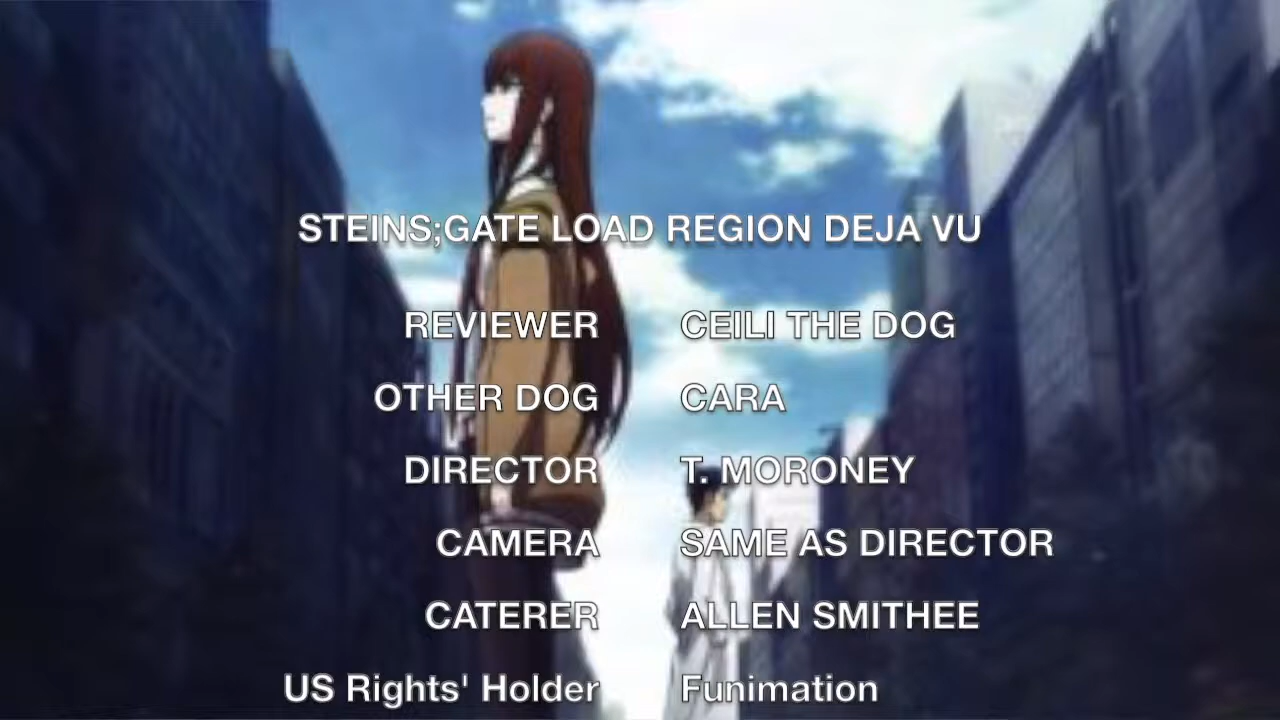 STEINS;GATE LOAD REGION DEJA VU
REVIEWER CEILI THE DOG
OTHER DOG CARA
DIRECTOR T. MORONEY
CAMERA SAME AS DIRECTOR
CATERER ALLEN SMITHEE
US Rights' Holder Funimation